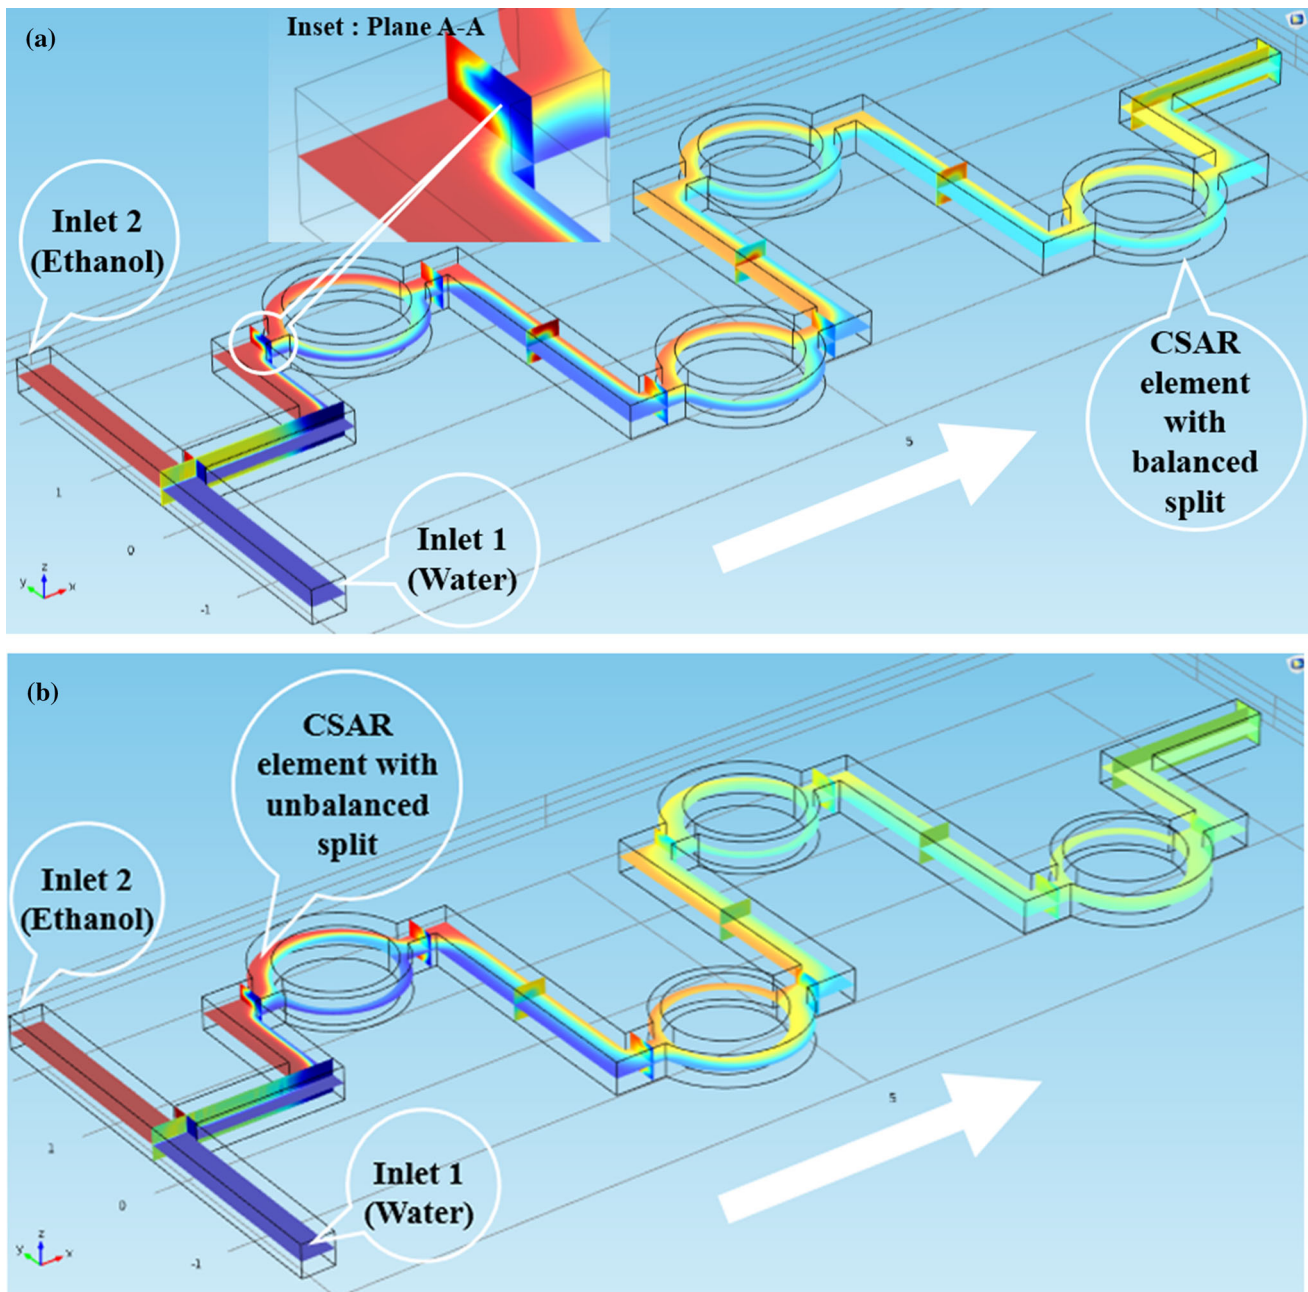 (a)
Inset : Plane A-A
Inlet 2
(Ethanol)
CSAR
element
with
balanced
split
5
1
0
-1
Inlet 1
(Water)
z
y
x
(b)
CSAR
element with
unbalanced
split
Inlet 2
(Ethanol)
5
1
0
-1
Inlet 1
(Water)
z
y
x